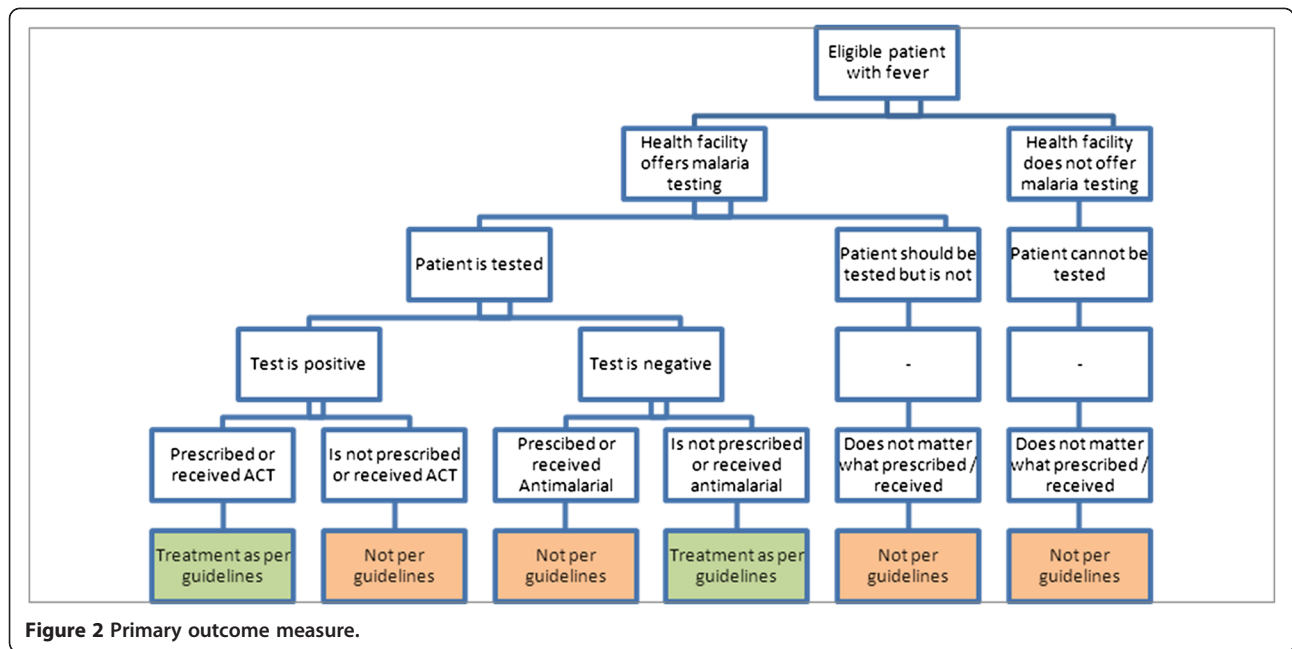 Eligible patient
with fever
Health facility
offers malaria
testing
Health facility
does not offer
malaria testing
Patient is tested
Patient should be
tested but is not
Patient cannot be
tested
Test is positive
Test is negative
-
-
Prescribed or
received ACT
Is not prescribed
or received ACT
Prescibed or
received
Antimalarial
Is not prescribed
or received
antimalarial
Does not matter
what prescribed /
received
Does not matter
what prescribed /
received
Treatment as per
guidelines
Not per
guidelines
Not per
guidelines
Treatment as per
guidelines
Not per
guidelines
Not per
guidelines
Figure 2 Primary outcome measure.